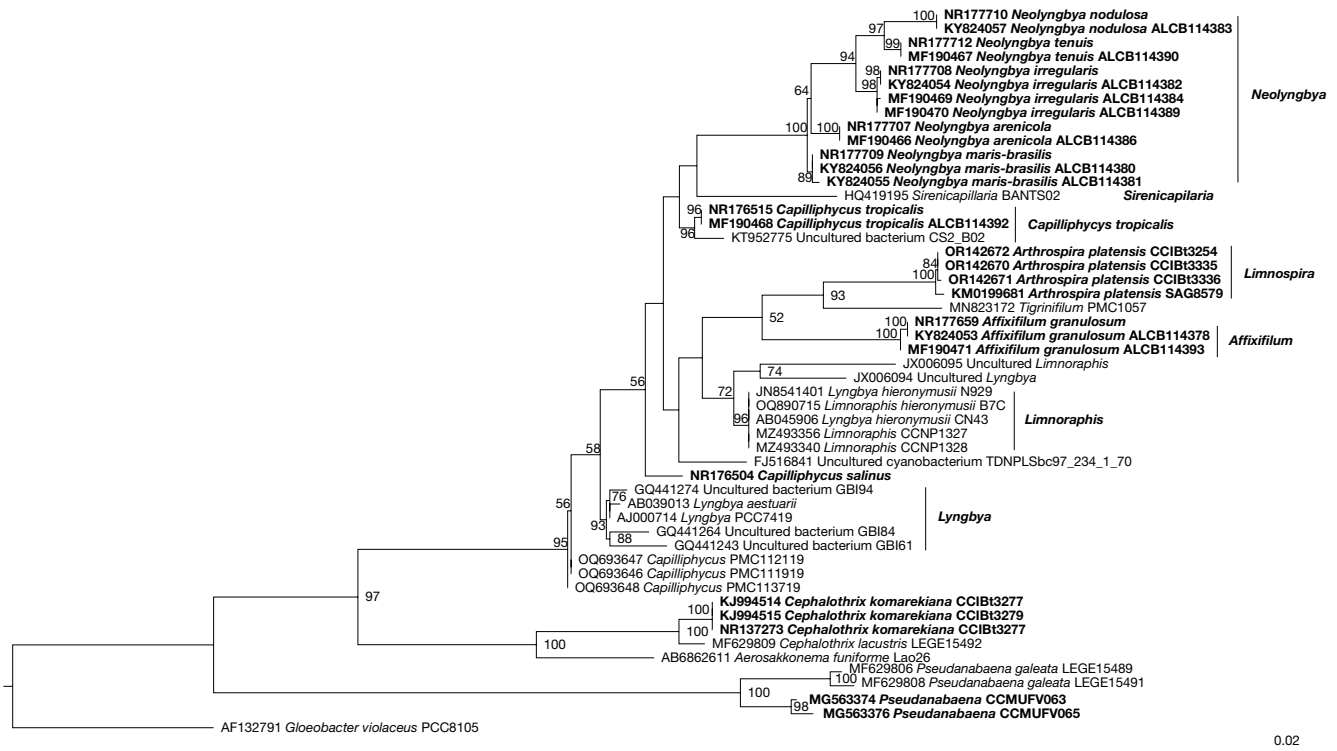 100
NR177710 Neolyngbya nodulosa
KY824057 Neolyngbya nodulosa ALCB114383
97
99
NR177712 Neolyngbya tenuis
MF190467 Neolyngbya tenuis ALCB114390
94
98
NR177708 Neolyngbya irregularis
98
KY824054 Neolyngbya irregularis ALCB114382
MF190469 Neolyngbya irregularis ALCB114384
Neolyngbya
64
MF190470 Neolyngbya irregularis ALCB114389
100
100
NR177707 Neolyngbya arenicola
MF190466 Neolyngbya arenicola ALCB114386
NR177709 Neolyngbya maris-brasilis
KY824056 Neolyngbya maris-brasilis ALCB114380
89
KY824055 Neolyngbya maris-brasilis ALCB114381
HQ419195 Sirenicapillaria BANTS02
Sirenicapilaria
96
NR176515 Capilliphycus tropicalis
MF190468 Capilliphycus tropicalis ALCB114392
Capilliphycys tropicalis
96
KT952775 Uncultured bacterium CS2_B02
OR142672 Arthrospira platensis CCIBt3254
84
OR142670 Arthrospira platensis CCIBt3335
Limnospira
100
OR142671 Arthrospira platensis CCIBt3336
93
KM0199681 Arthrospira platensis SAG8579
MN823172 Tigrinifilum PMC1057
52
100
NR177659 Affixifilum granulosum
100
KY824053 Affixifilum granulosum ALCB114378
Affixifilum
MF190471 Affixifilum granulosum ALCB114393
JX006095 Uncultured Limnoraphis
74
JX006094 Uncultured Lyngbya
56
72
JN8541401 Lyngbya hieronymusii N929
OQ890715 Limnoraphis hieronymusii B7C
96
AB045906 Lyngbya hieronymusii CN43
Limnoraphis
MZ493356 Limnoraphis CCNP1327
MZ493340 Limnoraphis CCNP1328
58
FJ516841 Uncultured cyanobacterium TDNPLSbc97_234_1_70
NR176504 Capilliphycus salinus
GQ441274 Uncultured bacterium GBI94
76
56
AB039013 Lyngbya aestuarii
AJ000714 Lyngbya PCC7419
Lyngbya
93
GQ441264 Uncultured bacterium GBI84
88
95
GQ441243 Uncultured bacterium GBI61
OQ693647 Capilliphycus PMC112119
OQ693646 Capilliphycus PMC111919
OQ693648 Capilliphycus PMC113719
97
KJ994514 Cephalothrix komarekiana CCIBt3277
100
KJ994515 Cephalothrix komarekiana CCIBt3279
100
NR137273 Cephalothrix komarekiana CCIBt3277
100
MF629809 Cephalothrix lacustris LEGE15492
AB6862611 Aerosakkonema funiforme Lao26
MF629806 Pseudanabaena galeata LEGE15489
100
MF629808 Pseudanabaena galeata LEGE15491
100
MG563374 Pseudanabaena CCMUFV063
98
MG563376 Pseudanabaena CCMUFV065
AF132791 Gloeobacter violaceus PCC8105
0.02